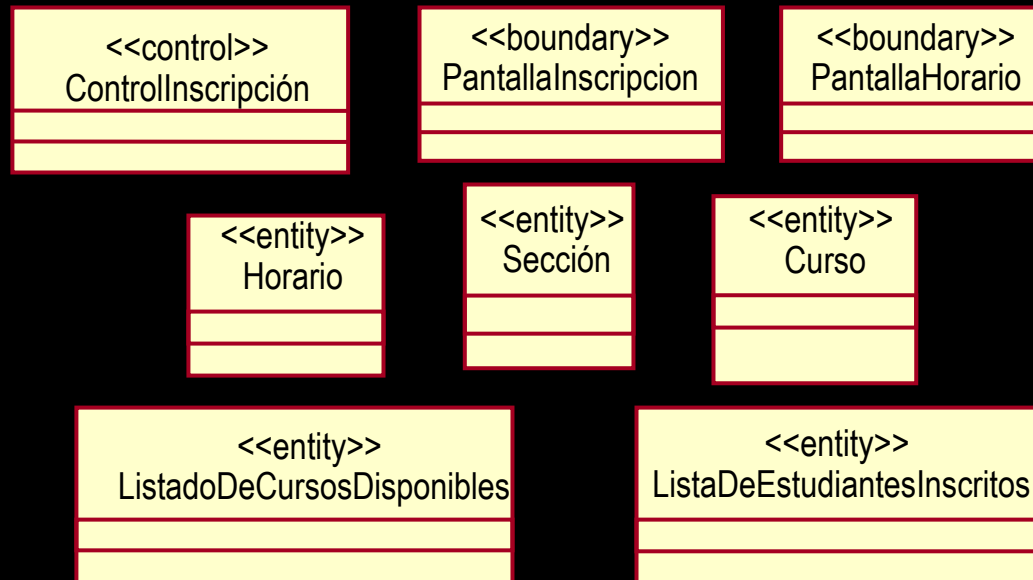 <<control>>
ControlInscripción
<<boundary>>
PantallaInscripcion
<<boundary>>
PantallaHorario
<<entity>>
Horario
<<entity>>
Sección
<<entity>>
Curso
<<entity>>
ListadoDeCursosDisponibles
<<entity>>
ListaDeEstudiantesInscritos